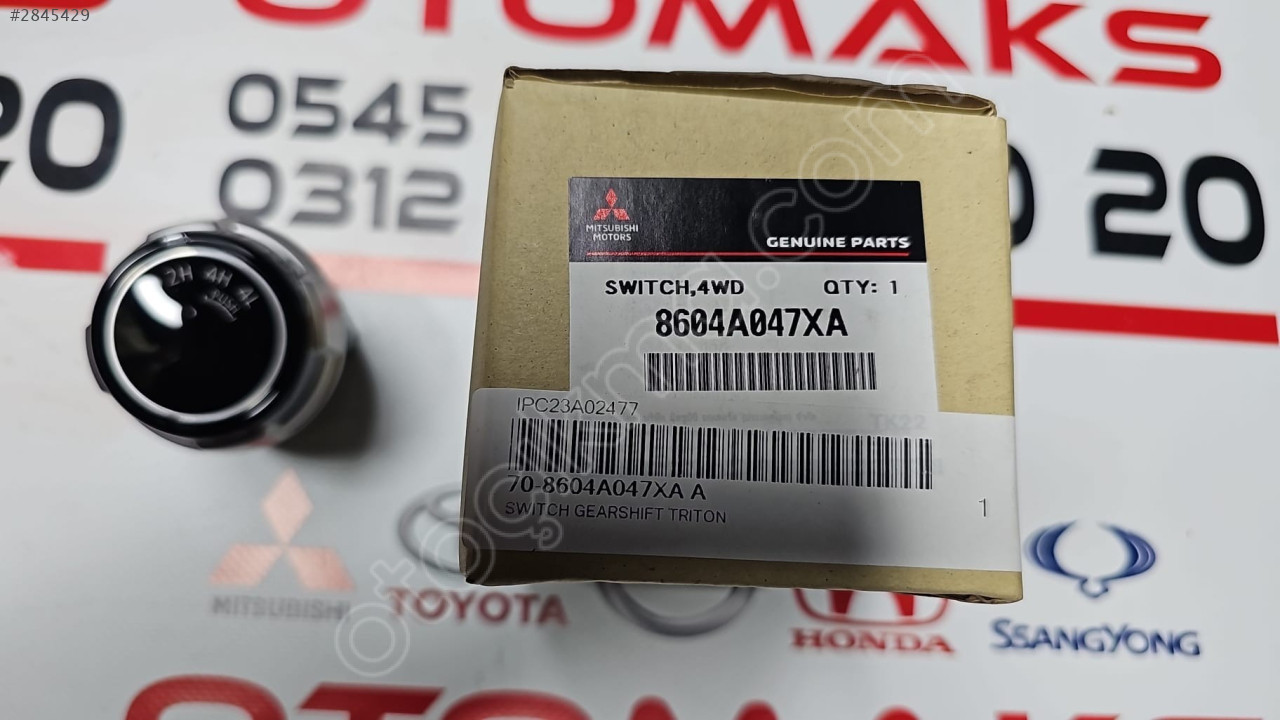 #2845429
OTOMAKS
20
0545
0312
0 20
MITSUBISHI
MOTORS
GENUINE PARTS
SWITCH,4WD QTY: 1
8604A047XA
2H 4H 4L
PUSH
IPC23A02477
TK22
70-8604A047XA A
SWITCH GEARSHIFT TRITON
1
MITSUBISHI
TOYOTA
HONDA
SSANGYONG
otocikma.com